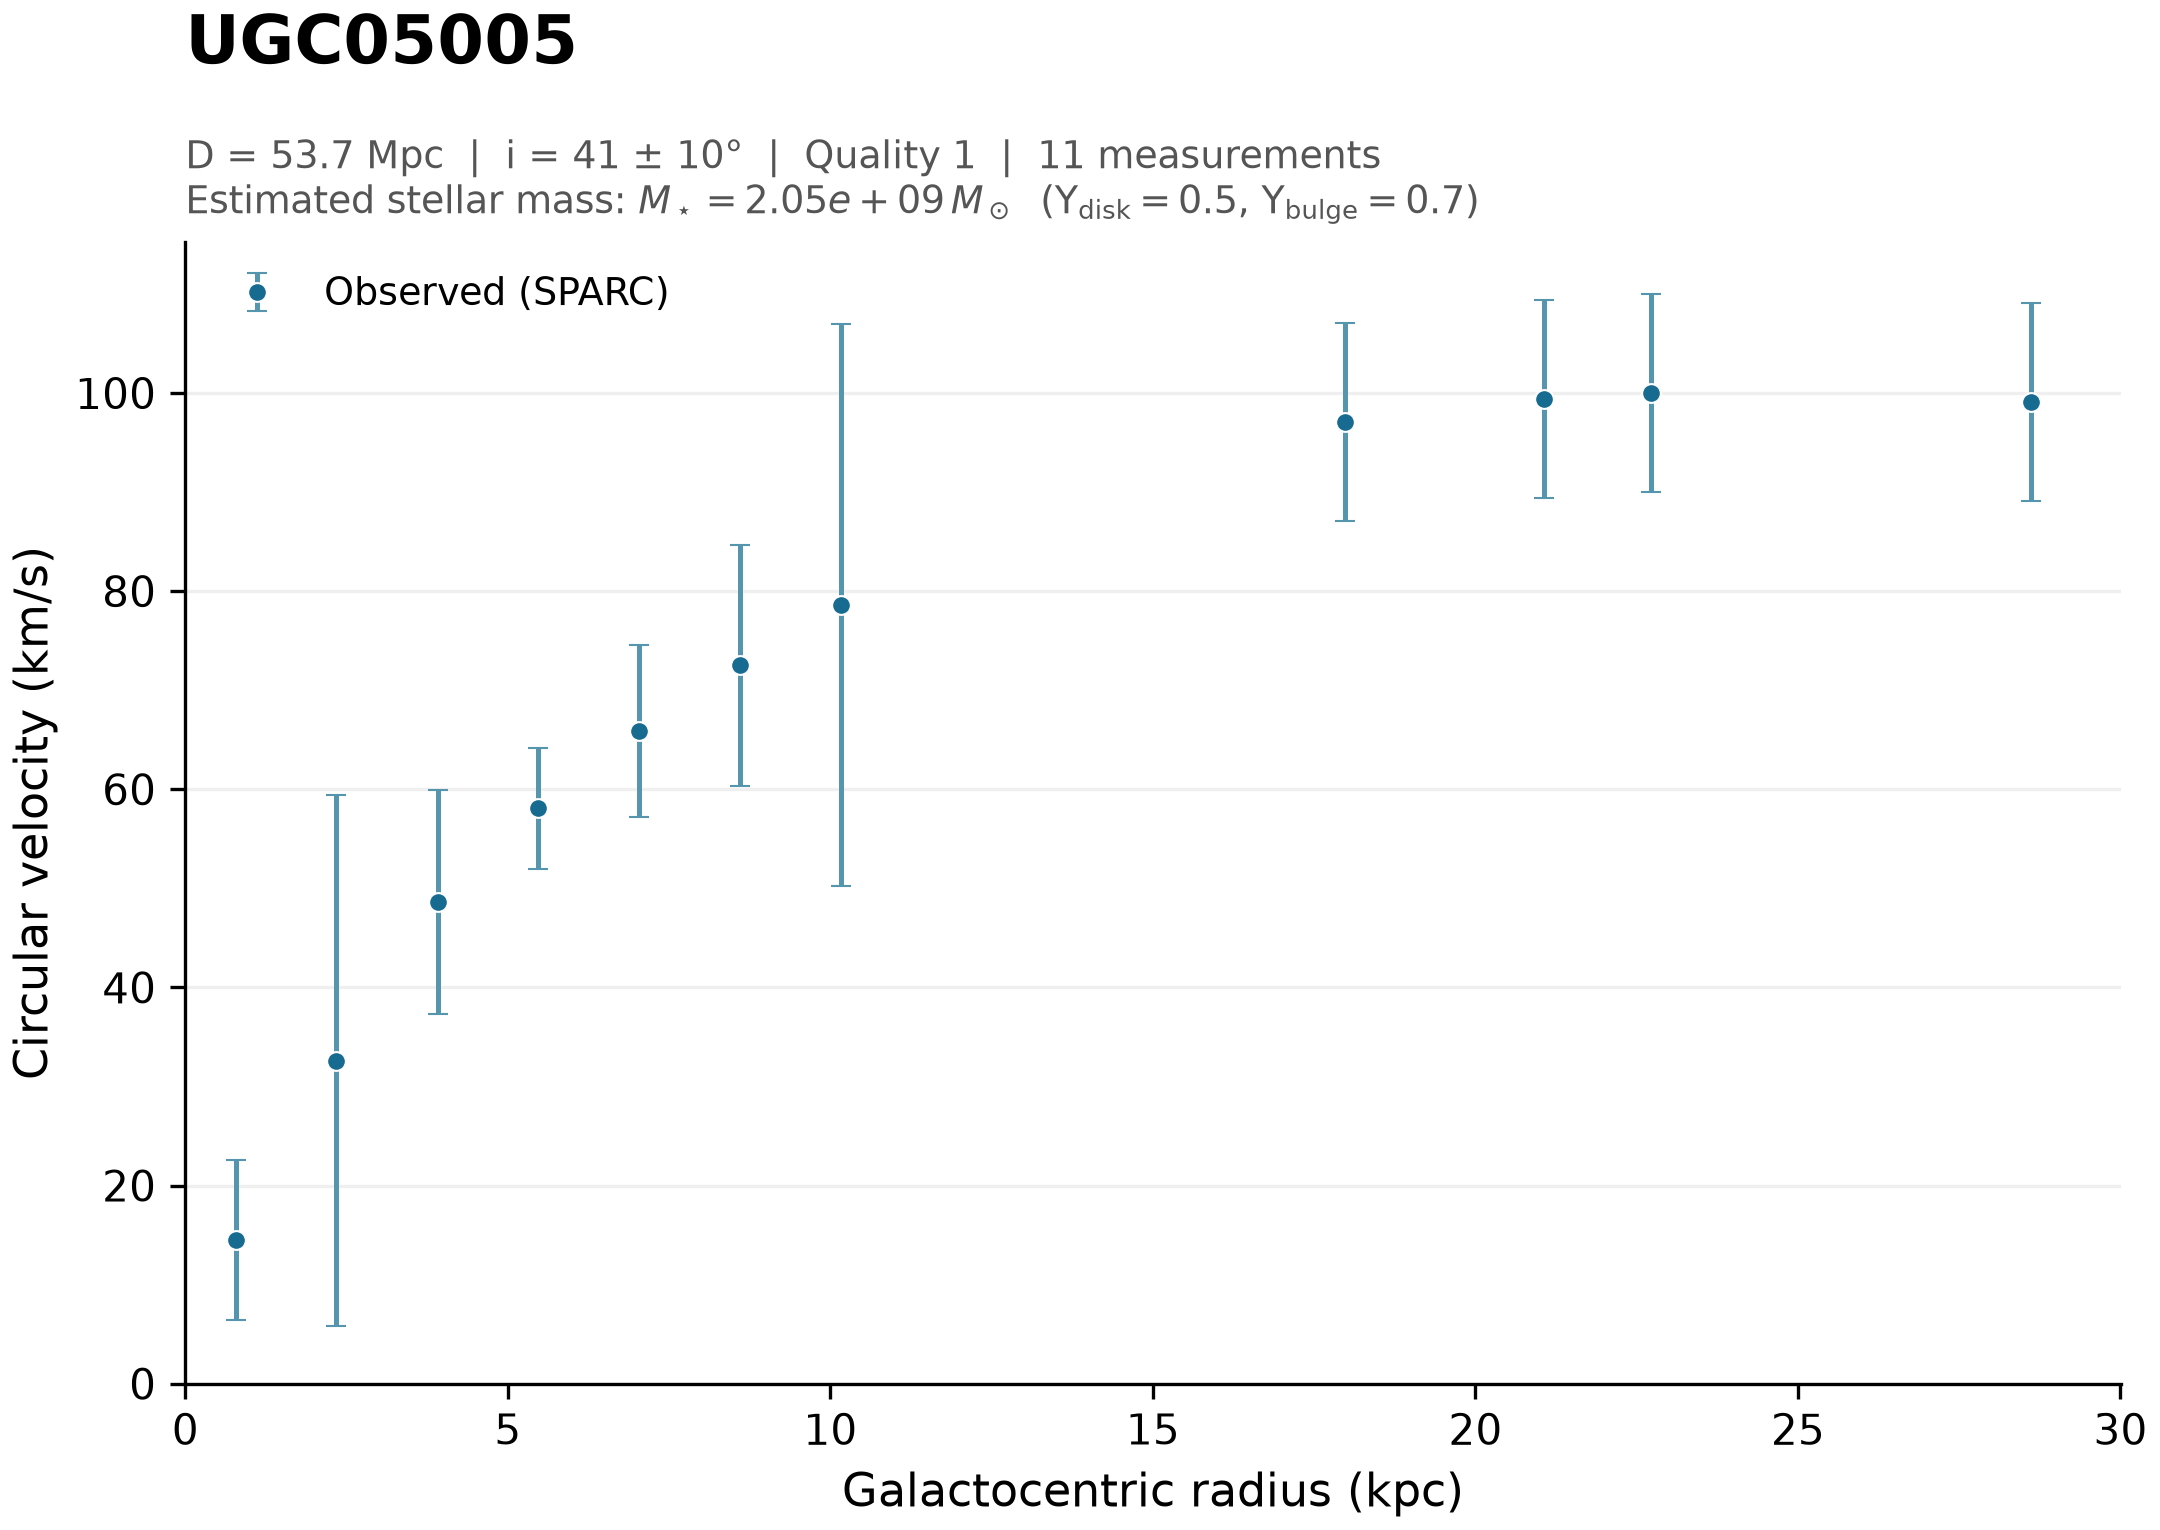 UGC05005
D = 53.7 Mpc | i = 41 ± 10° | Quality 1 | 11 measurements
Estimated stellar mass: M⋆ = 2.05e + 09 M⊙ (Υdisk = 0.5, Υbulge = 0.7)
Observed (SPARC)
Circular velocity (km/s)
100
80
60
40
20
0
0 5 10 15 20 25 30
Galactocentric radius (kpc)